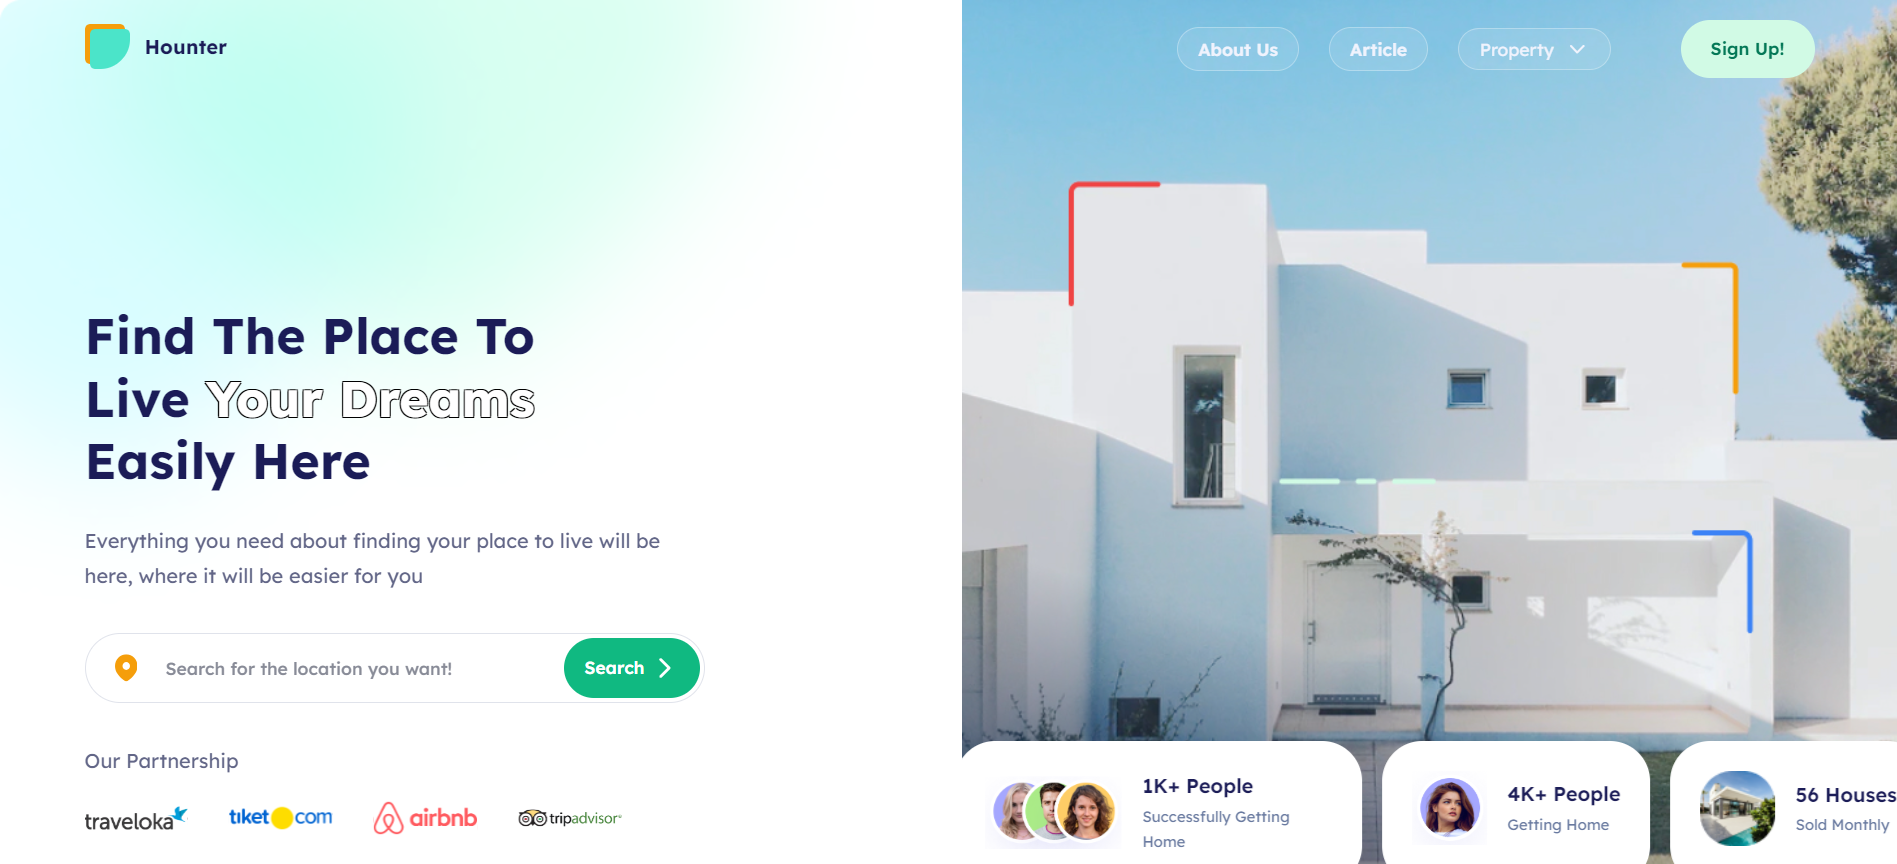 Hounter
About Us
Article
Property
Sign Up!
Find The Place To
Live Your Dreams
Easily Here
Everything you need about finding your place to live will be
here, where it will be easier for you
Search for the location you want!
Search
Our Partnership
traveloka
tiket.com
airbnb
tripadvisor
1K+ People
Successfully Getting
Home
4K+ People
Getting Home
56 Houses
Sold Monthly